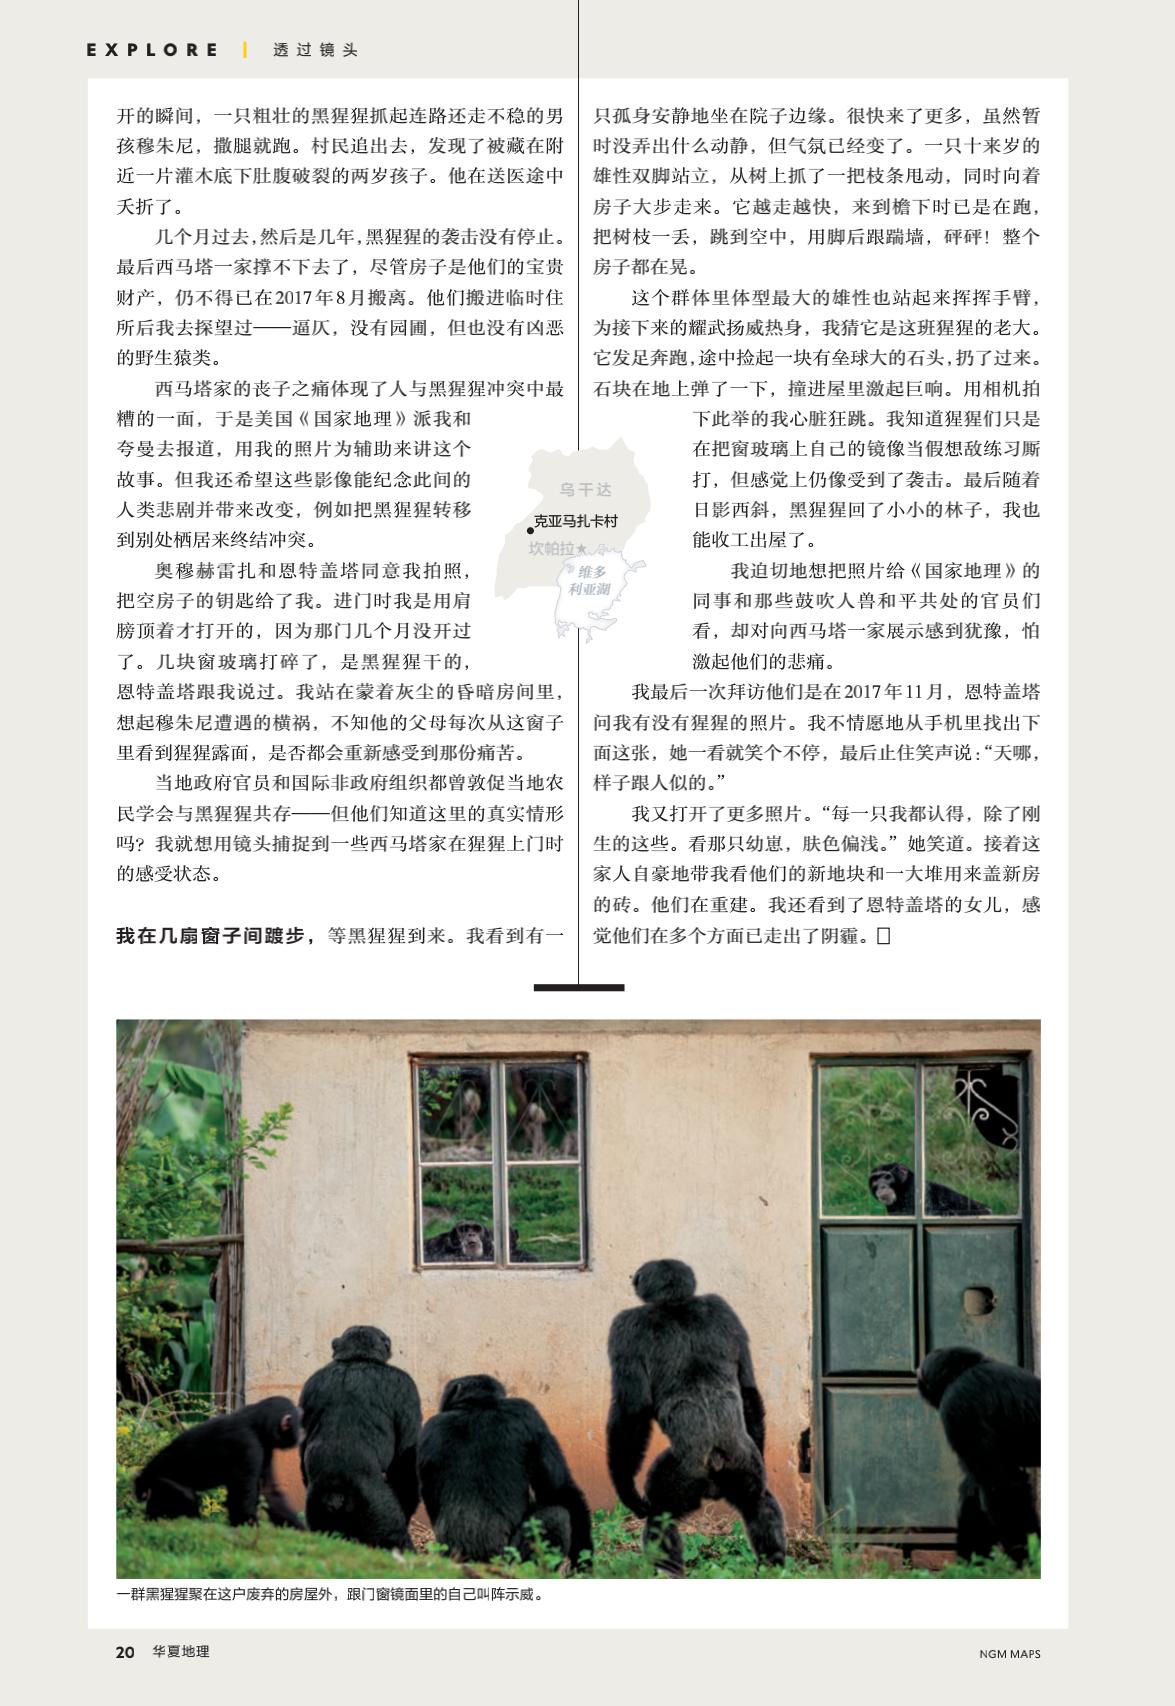 EXPLORE | 透过镜头
开的瞬间，一只粗壮的黑猩猩抓起连路还走不稳的男
孩穆朱尼，撒腿就跑。村民追出去，发现了被藏在附
近一片灌木底下肚腹破裂的两岁孩子。他在送医途中
夭折了。
几个月过去，然后是几年，黑猩猩的袭击没有停止。
最后西马塔一家撑不下去了，尽管房子是他们的宝贵
财产，仍不得已在2017年8月搬离。他们搬进临时住
所后我去探望过——逼仄，没有园圃，但也没有凶恶
的野生猿类。
西马塔家的丧子之痛体现了人与黑猩猩冲突中最
糟的一面，于是美国《国家地理》派我和
夸曼去报道，用我的照片为辅助来讲这个
故事。但我还希望这些影像能纪念此间的
人类悲剧并带来改变，例如把黑猩猩转移
到别处栖居来终结冲突。
奥穆赫雷扎和恩特盖塔同意我拍照，
把空房子的钥匙给了我。进门时我是用肩
膀顶着才打开的，因为那门几个月没开过
了。几块窗玻璃打碎了，是黑猩猩干的，
恩特盖塔跟我说过。我站在蒙着灰尘的昏暗房间里，
想起穆朱尼遭遇的横祸，不知他的父母每次从这窗子
里看到猩猩露面，是否都会重新感受到那份痛苦。
当地政府官员和国际非政府组织都曾敦促当地农
民学会与黑猩猩共存——但他们知道这里的真实情形
吗？我就想用镜头捕捉到一些西马塔家在猩猩上门时
的感受状态。
我在几扇窗子间踱步，等黑猩猩到来。我看到有一
只孤身安静地坐在院子边缘。很快来了更多，虽然暂
时没弄出什么动静，但气氛已经变了。一只十来岁的
雄性双脚站立，从树上抓了一把枝条甩动，同时向着
房子大步走来。它越走越快，来到檐下时已是在跑，
把树枝一丢，跳到空中，用脚后跟踹墙，砰砰！整个
房子都在晃。
这个群体里体型最大的雄性也站起来挥挥手臂，
为接下来的耀武扬威热身，我猜它是这班猩猩的老大。
它发足奔跑，途中捡起一块有垒球大的石头，扔了过来。
石块在地上弹了一下，撞进屋里激起巨响。用相机拍
下此举的我心脏狂跳。我知道猩猩们只是
在把窗玻璃上自己的镜像当假想敌练习厮
打，但感觉上仍像受到了袭击。最后随着
日影西斜，黑猩猩回了小小的林子，我也
能收工出屋了。
我迫切地想把照片给《国家地理》的
同事和那些鼓吹人兽和平共处的官员们
看，却对向西马塔一家展示感到犹豫，怕
激起他们的悲痛。
我最后一次拜访他们是在2017年11月，恩特盖塔
问我有没有猩猩的照片。我不情愿地从手机里找出下
面这张，她一看就笑个不停，最后止住笑声说：“天哪，
样子跟人似的。”
我又打开了更多照片。“每一只我都认得，除了刚
生的这些。看那只幼崽，肤色偏浅。”她笑道。接着这
家人自豪地带我看他们的新地块和一大堆用来盖新房
的砖。他们在重建。我还看到了恩特盖塔的女儿，感
觉他们在多个方面已走出了阴霾。□
乌干达
克亚马扎卡村
坎帕拉★
维多
利亚湖
一群黑猩猩聚在这户废弃的房屋外，跟门窗镜面里的自己叫阵示威。
20 华夏地理
NGM MAPS